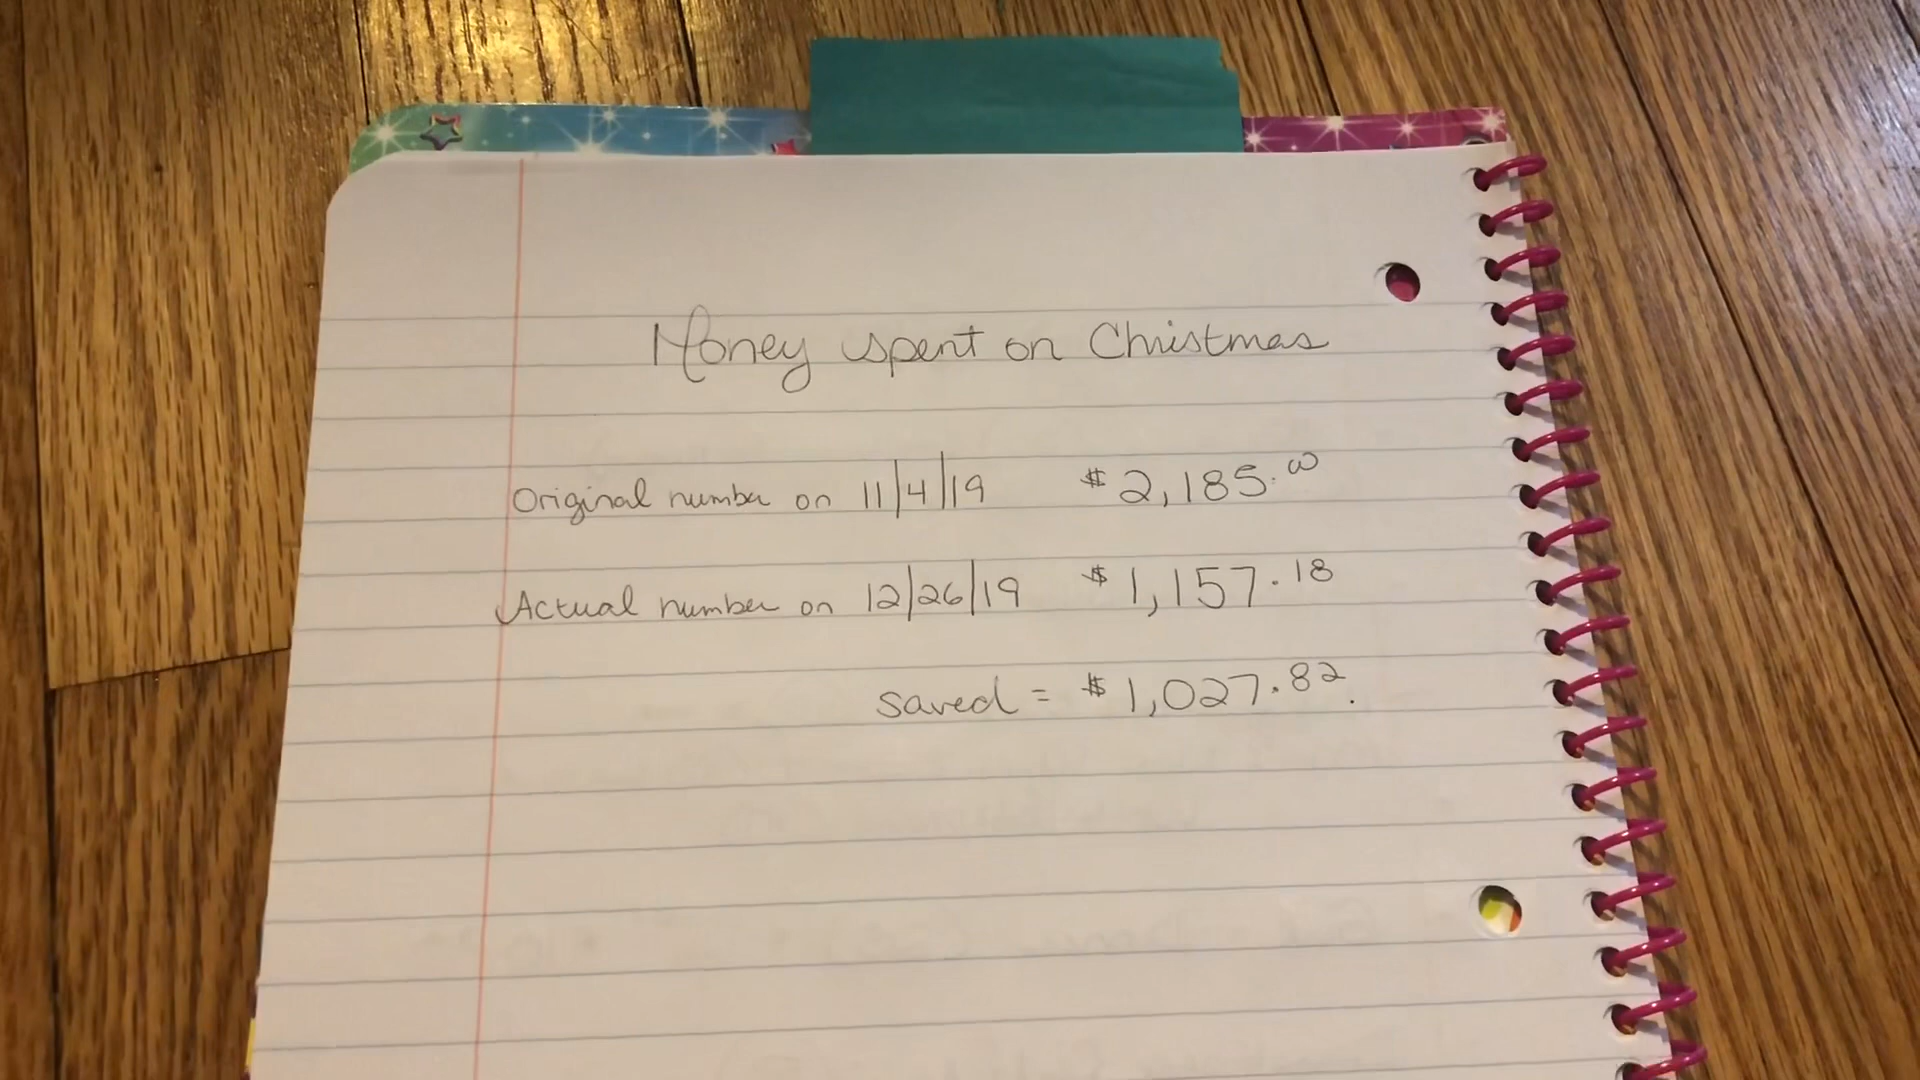 Money spent on Christmas
Original number on 11/4/19 $2,185.00
Actual number on 12/26/19 $1,157.18
saved = $1,027.82.